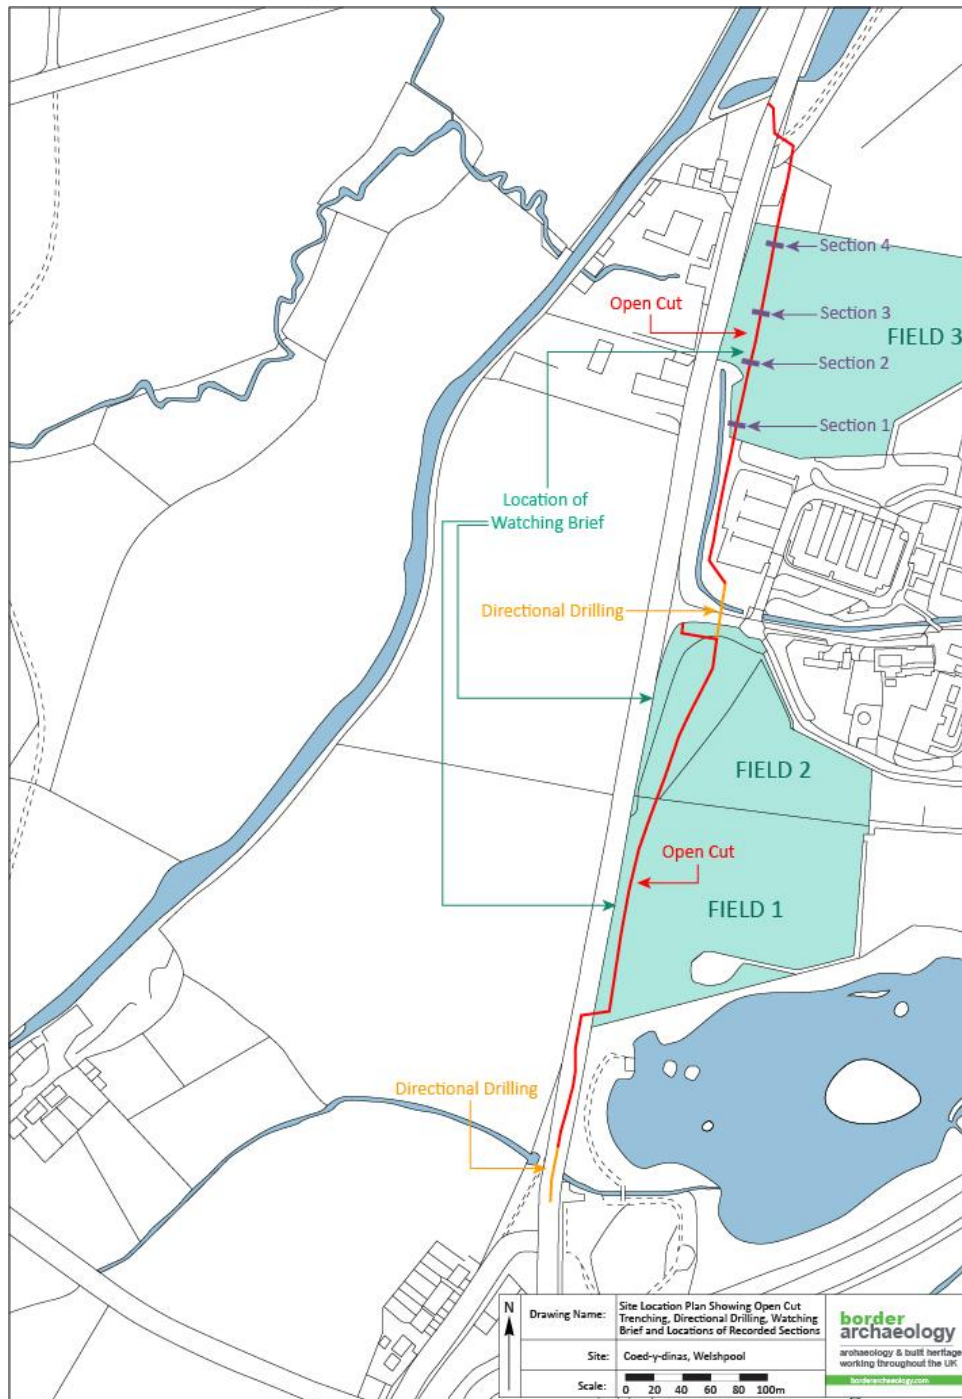 Section 4
Open Cut
Section 3
FIELD 3
Section 2
Section 1
Location of
Watching Brief
Directional Drilling
FIELD 2
Open Cut
FIELD 1
Directional Drilling
N
Drawing Name:
Site Location Plan Showing Open Cut
Trenching, Directional Drilling, Watching
Brief and Locations of Recorded Sections
Site:
Coed-y-dinas, Welshpool
Scale:
0 20 40 60 80 100m
border
archaeology
archaeology & built heritage
working throughout the UK
borderarchaeology.com